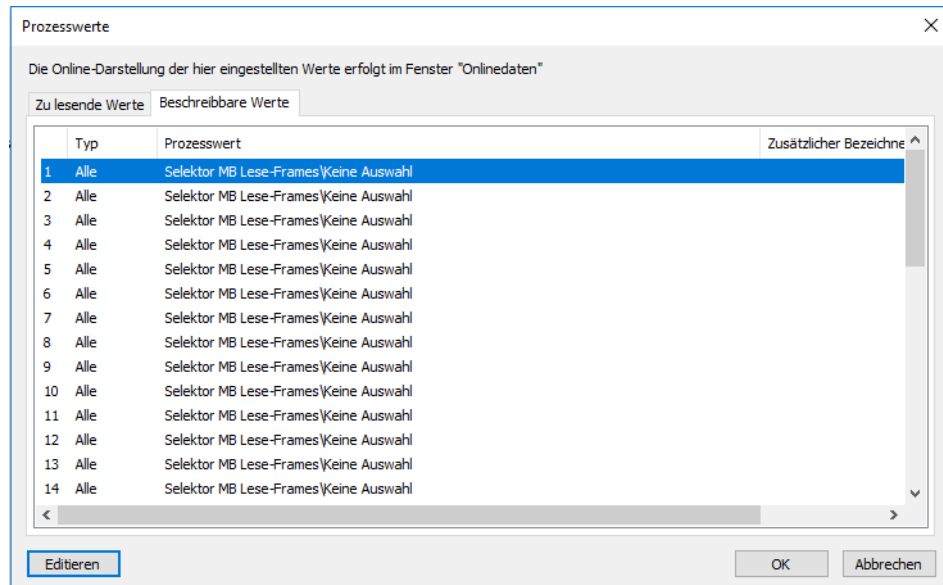 Prozesswerte
Die Online-Darstellung der hier eingestellten Werte erfolgt im Fenster "Onlinedaten"
Zu lesende Werte Beschreibbare Werte
Typ Prozesswert Zusätzlicher Bezeichne
1 Alle Selektor MB Lese-Frames\Keine Auswahl
2 Alle Selektor MB Lese-Frames\Keine Auswahl
3 Alle Selektor MB Lese-Frames\Keine Auswahl
4 Alle Selektor MB Lese-Frames\Keine Auswahl
5 Alle Selektor MB Lese-Frames\Keine Auswahl
6 Alle Selektor MB Lese-Frames\Keine Auswahl
7 Alle Selektor MB Lese-Frames\Keine Auswahl
8 Alle Selektor MB Lese-Frames\Keine Auswahl
9 Alle Selektor MB Lese-Frames\Keine Auswahl
10 Alle Selektor MB Lese-Frames\Keine Auswahl
11 Alle Selektor MB Lese-Frames\Keine Auswahl
12 Alle Selektor MB Lese-Frames\Keine Auswahl
13 Alle Selektor MB Lese-Frames\Keine Auswahl
14 Alle Selektor MB Lese-Frames\Keine Auswahl
Editieren OK Abbrechen